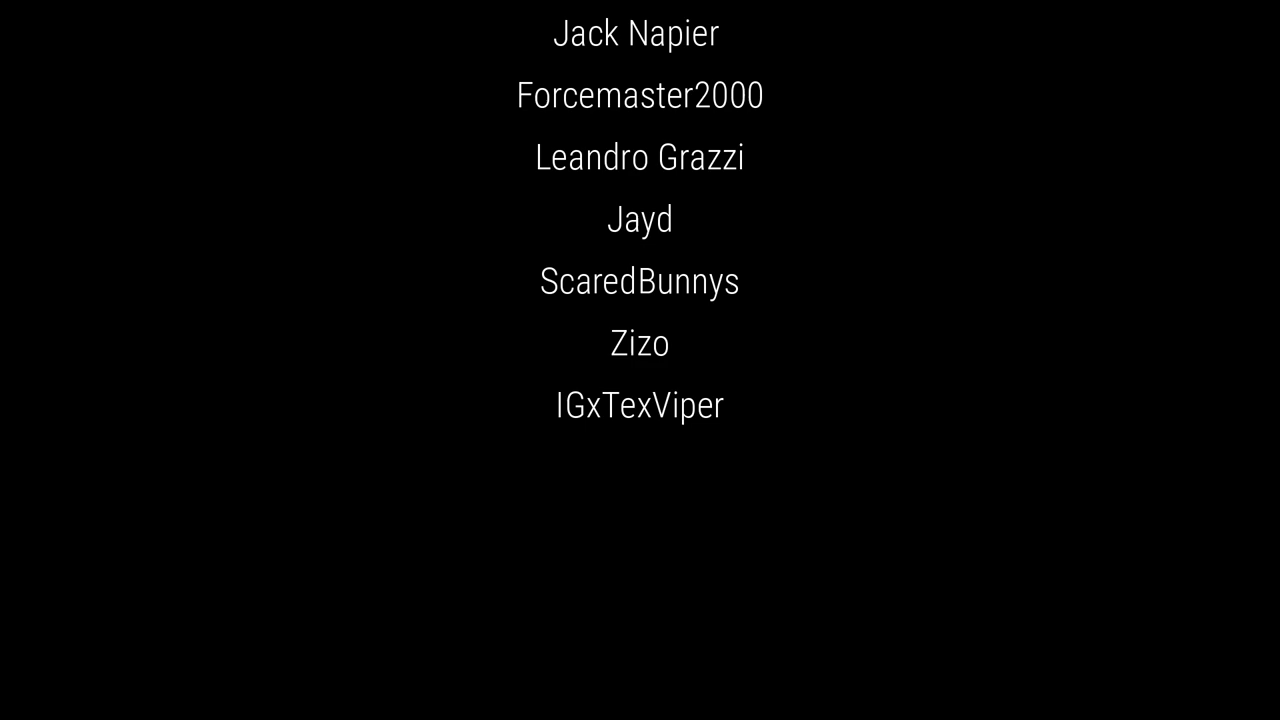 Jack Napier
Forcemaster2000
Leandro Grazzi
Jayd
ScaredBunnys
Zizo
IGxTexViper